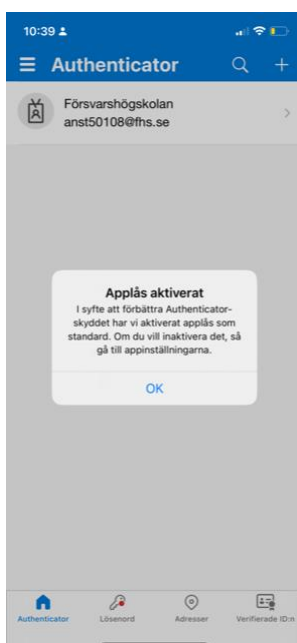 10:39
Authenticator
Försvarshögskolan
anst50108@fhs.se
Applås aktiverat
I syfte att förbättra Authenticator-
skyddet har vi aktiverat applås som
standard. Om du vill inaktivera det, så
gå till appinställningarna.
OK
Authenticator
Lösenord
Adresser
Verifierade ID:n